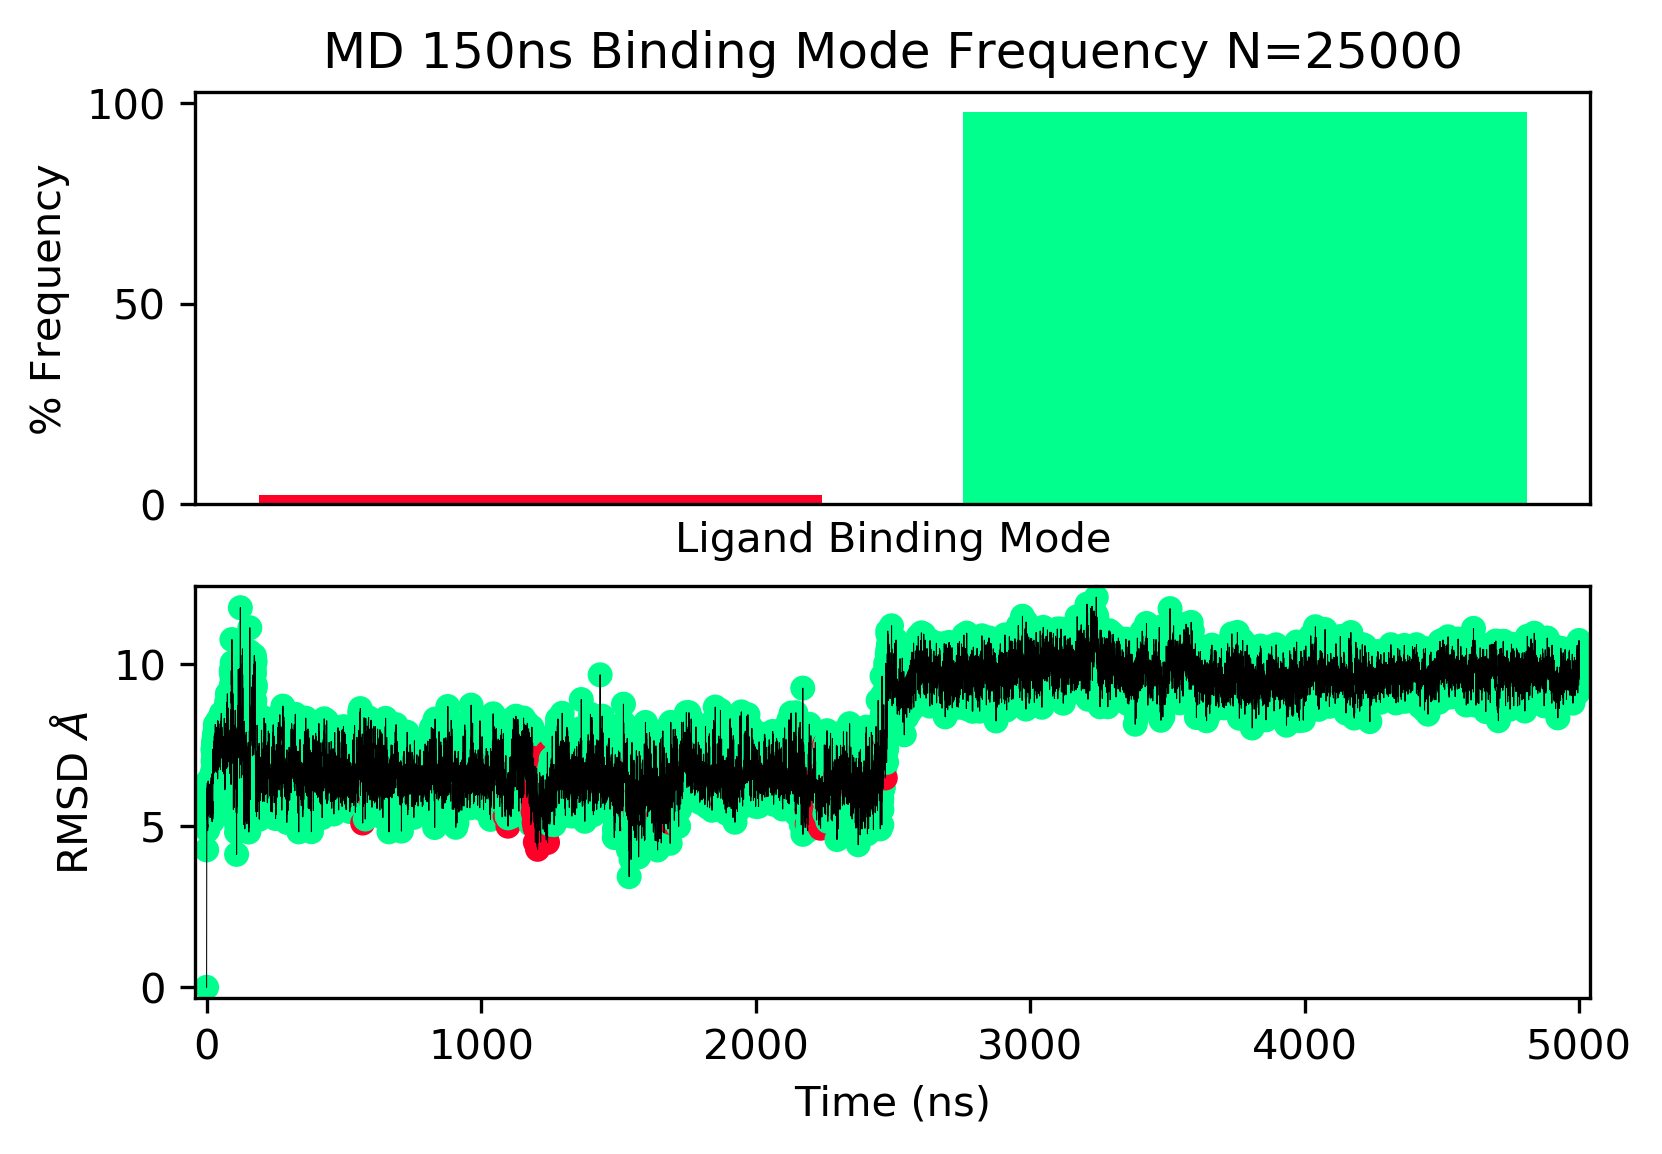 MD 150ns Binding Mode Frequency N=25000
100
50
0
% Frequency
Ligand Binding Mode
10
5
0
RMSD Å
0 1000 2000 3000 4000 5000
Time (ns)